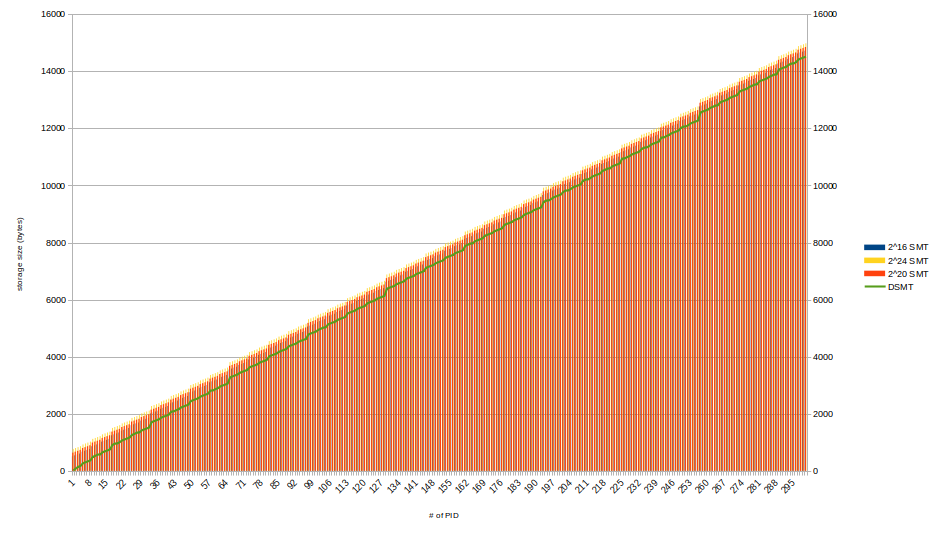 16000 16000
14000 14000
12000 12000
10000 10000
8000 8000
6000 6000
4000 4000
2000 2000
0 0
storage size (bytes)
2^16 SMT
2^24 SMT
2^20 SMT
DSMT
1 8 15 22 29 36 43 50 57 64 71 78 85 92 99 106 113 120 127 134 141 148 155 162 169 176 183 190 197 204 211 218 225 232 239 246 253 260 267 274 281 288 295
# of PID